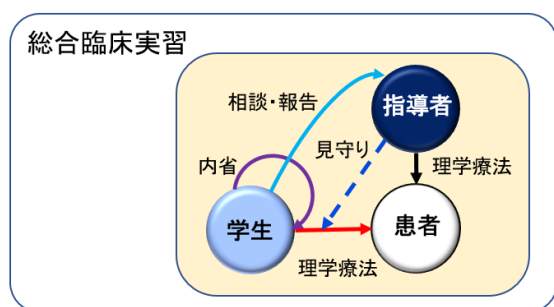 総合臨床実習
指導者
相談・報告
見守り
内省
理学療法
学生
患者
理学療法